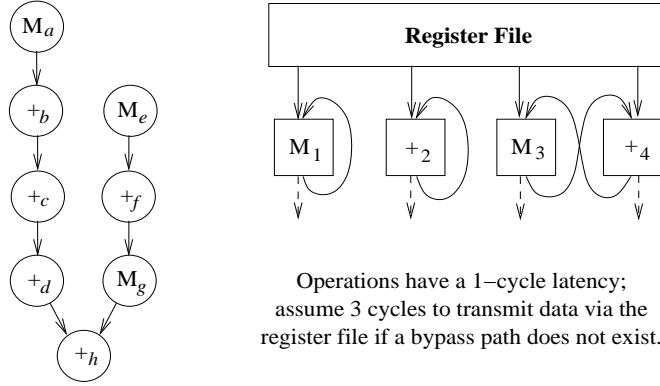 Ma
+b
Me
+c
+f
+d
Mg
+h
Register File
M1
+2
M3
+4
Operations have a 1−cycle latency;
assume 3 cycles to transmit data via the
register file if a bypass path does not exist.